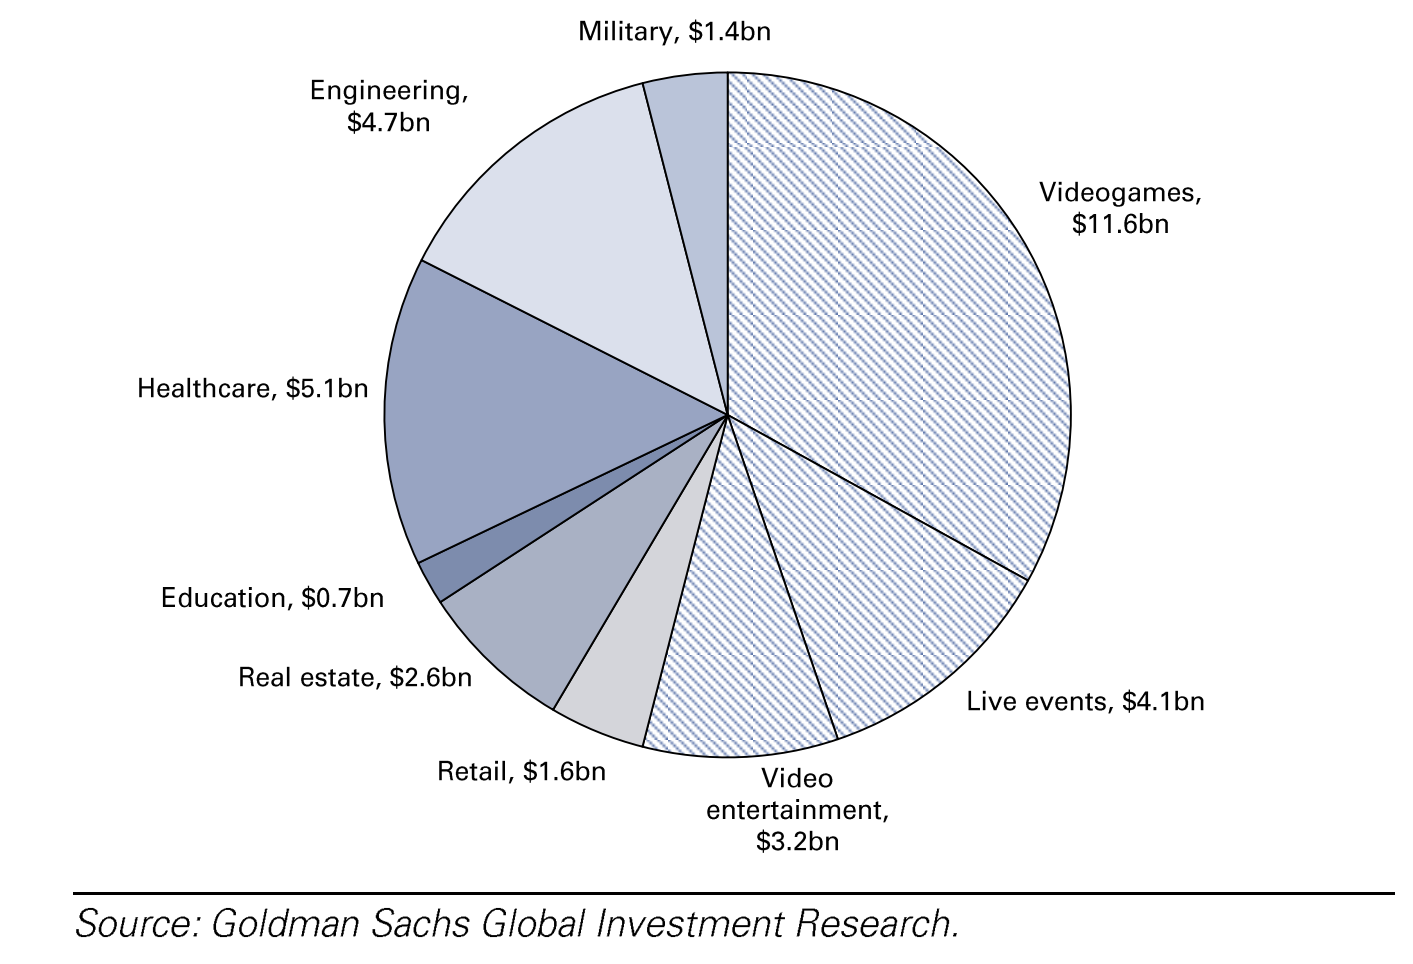 Military, $1.4bn
Engineering,
$4.7bn
Videogames,
$11.6bn
Healthcare, $5.1bn
Education, $0.7bn
Real estate, $2.6bn
Live events, $4.1bn
Retail, $1.6bn
Video
entertainment,
$3.2bn
Source: Goldman Sachs Global Investment Research.